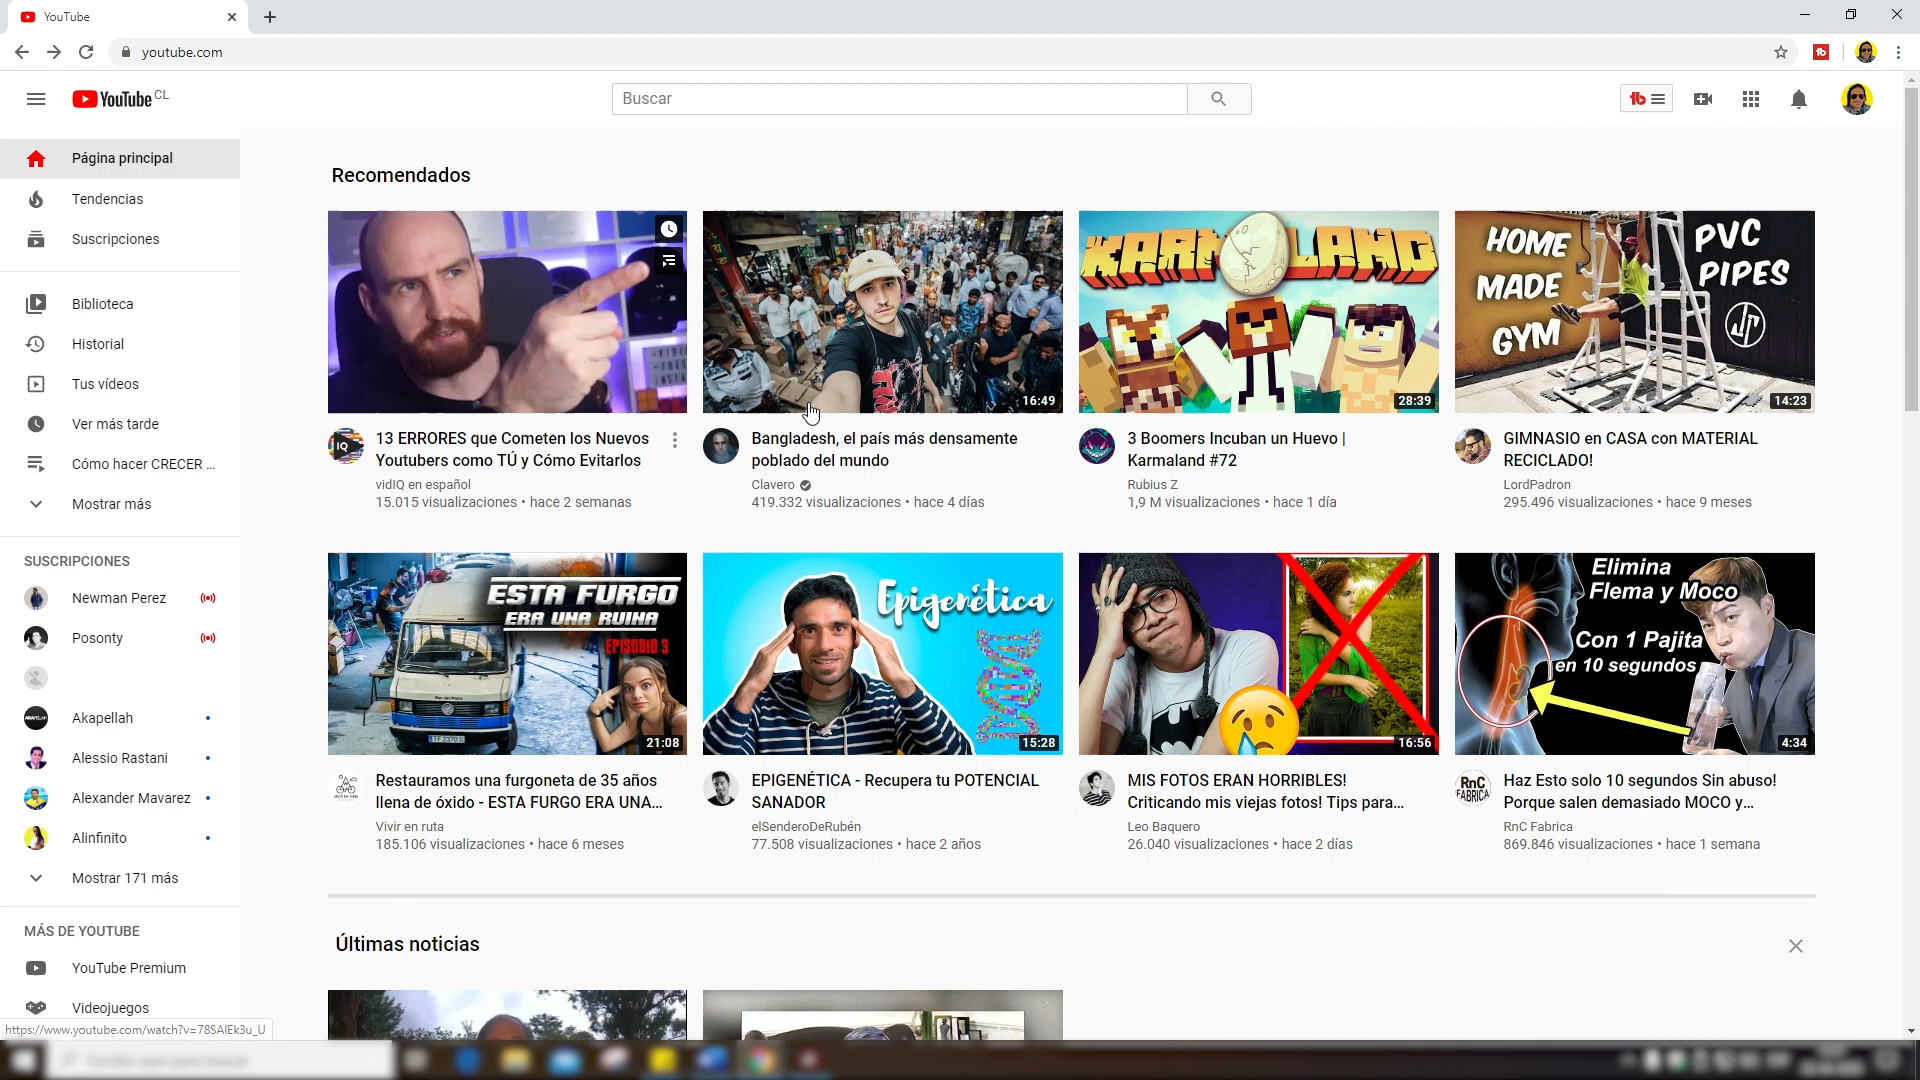 YouTube
youtube.com
YouTube CL
Buscar
Página principal
Tendencias
Suscripciones
Biblioteca
Historial
Tus vídeos
Ver más tarde
Cómo hacer CRECER ...
Mostrar más
SUSCRIPCIONES
Newman Perez
Posonty
Akapellah
Alessio Rastani
Alexander Mavarez
Alinfinito
Mostrar 171 más
MÁS DE YOUTUBE
YouTube Premium
Videojuegos
https://www.youtube.com/watch?v=78SAIEk3u_U
Recomendados
13 ERRORES que Cometen los Nuevos
Youtubers como TÚ y Cómo Evitarlos
vidIQ en español
15.015 visualizaciones • hace 2 semanas
16:49
Bangladesh, el país más densamente
poblado del mundo
Clavero
419.332 visualizaciones • hace 4 días
KARMALAND
28:39
3 Boomers Incuban un Huevo |
Karmaland #72
Rubius Z
1,9 M visualizaciones • hace 1 día
HOME
MADE
GYM
PVC
PIPES
14:23
GIMNASIO en CASA con MATERIAL
RECICLADO!
LordPadron
295.496 visualizaciones • hace 9 meses
ESTA FURGO
ERA UNA RUINA
EPISODIO 3
21:08
Restauramos una furgoneta de 35 años
llena de óxido - ESTA FURGO ERA UNA...
Vivir en ruta
185.106 visualizaciones • hace 6 meses
Epigenética
15:28
EPIGENÉTICA - Recupera tu POTENCIAL
SANADOR
elSenderoDeRubén
77.508 visualizaciones • hace 2 años
16:56
MIS FOTOS ERAN HORRIBLES!
Criticando mis viejas fotos! Tips para...
Leo Baquero
26.040 visualizaciones • hace 2 días
Elimina
Flema y Moco
Con 1 Pajita
en 10 segundos
4:34
RnC
FABRICA
Haz Esto solo 10 segundos Sin abuso!
Porque salen demasiado MOCO y...
RnC Fabrica
869.846 visualizaciones • hace 1 semana
Últimas noticias